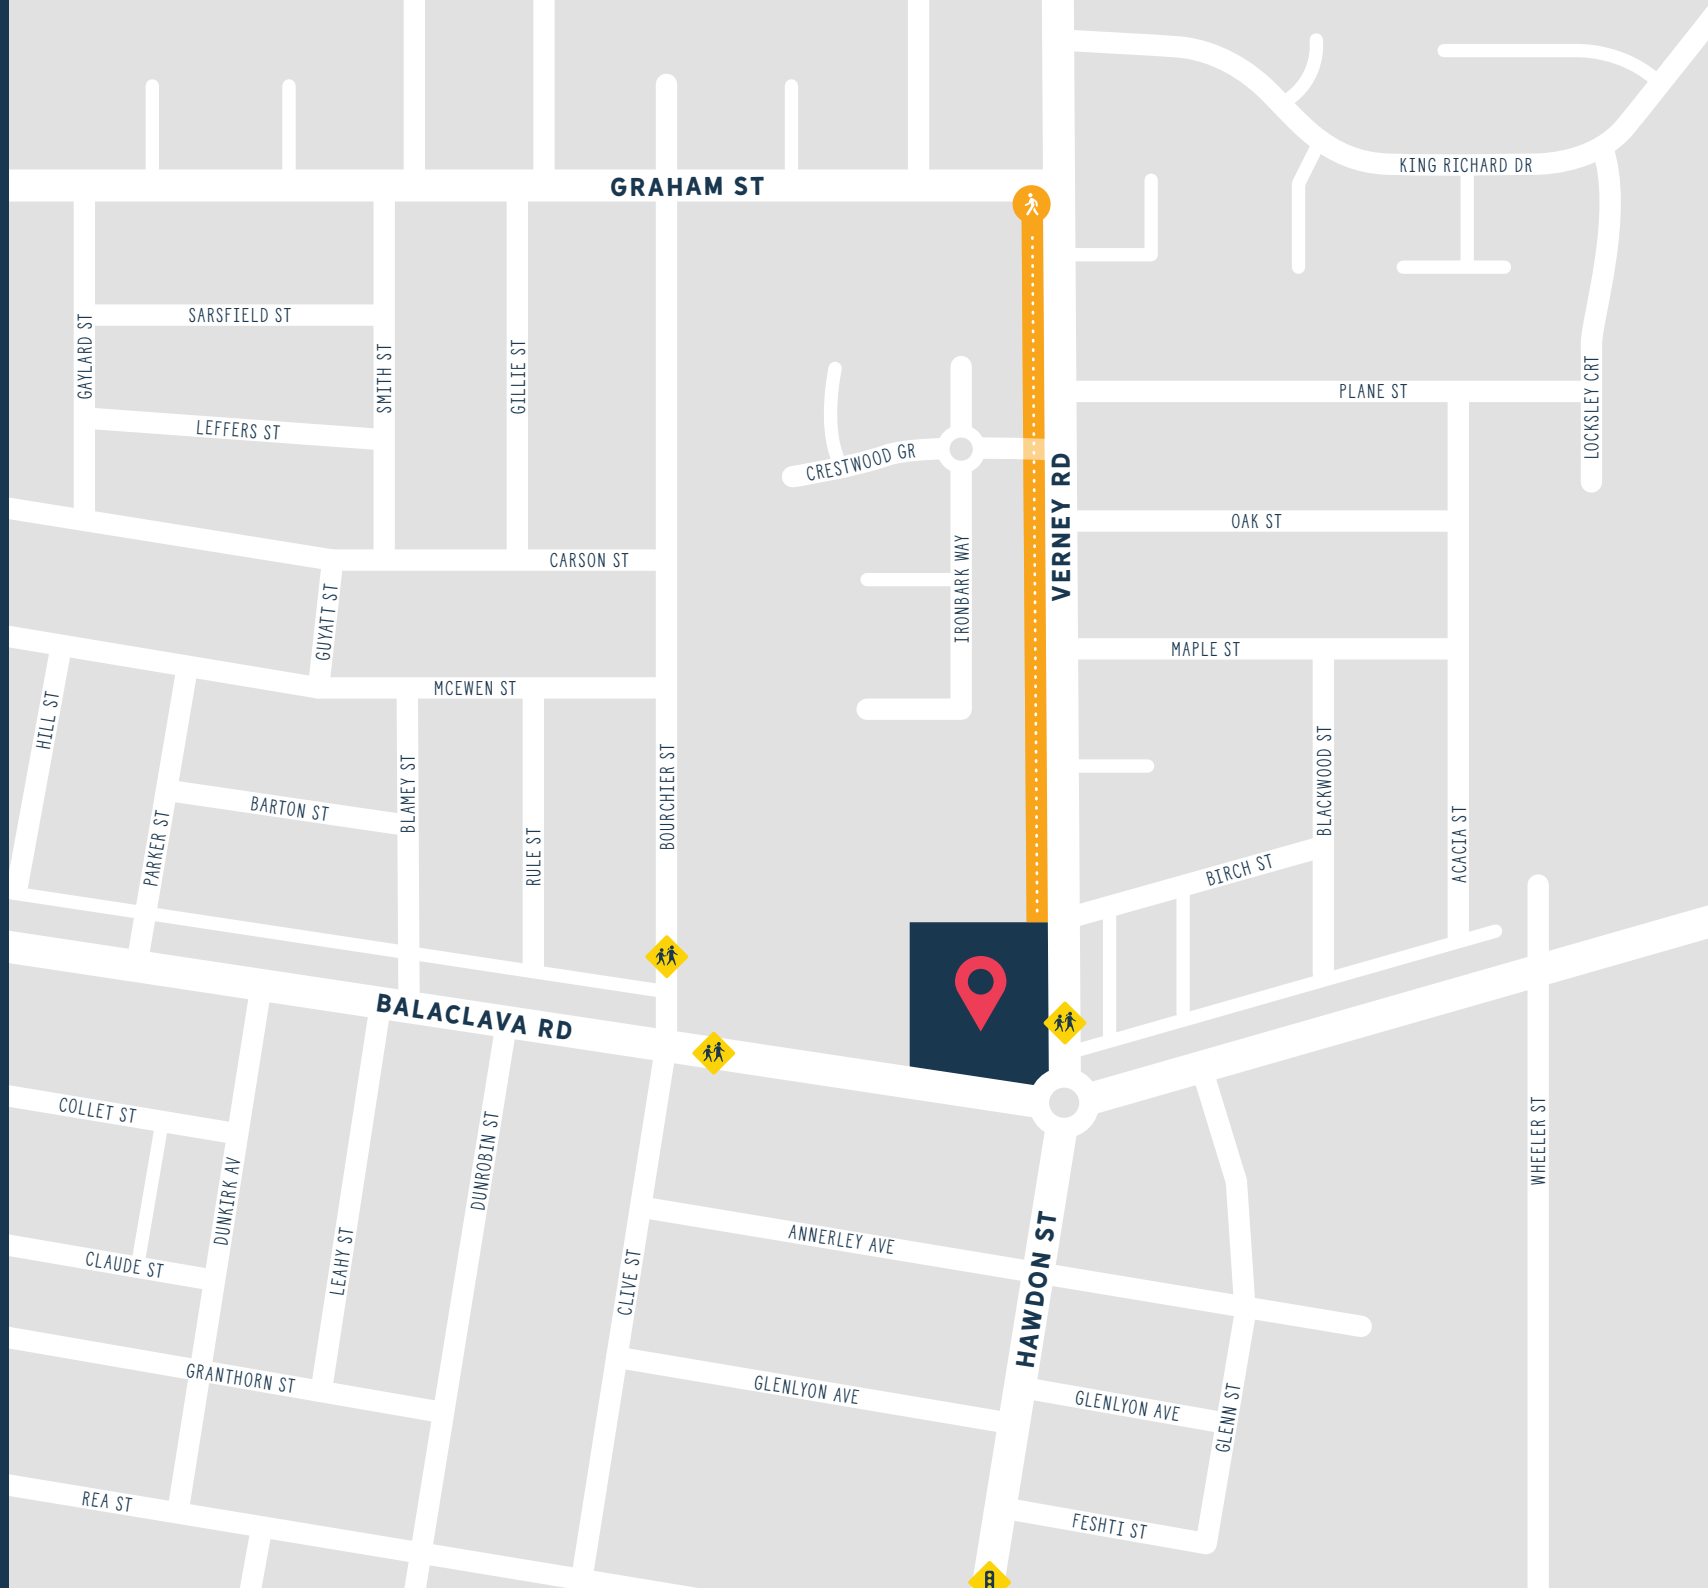 KING RICHARD DR
GRAHAM ST
SARSFIELD ST
GAYLARD ST
SMITH ST
GILLIE ST
PLANE ST
LOCKSLEY CRT
LEFFERS ST
CRESTWOOD GR
VERNEY RD
OAK ST
CARSON ST
IRONBARK WAY
GUYATT ST
MAPLE ST
MCEWEN ST
HILL ST
BLAMEY ST
BOURCHIER ST
BLACKWOOD ST
BARTON ST
PARKER ST
RULE ST
ACACIA ST
BIRCH ST
BALACLAVA RD
COLLET ST
WHEELER ST
DUNROBIN ST
DUNKIRK AV
ANNERLEY AVE
LEAHY ST
CLAUDE ST
CLIVE ST
HAWDON ST
GRANTHORN ST
GLENLYON AVE
GLENLYON AVE
GLENN ST
REA ST
FESHTI ST